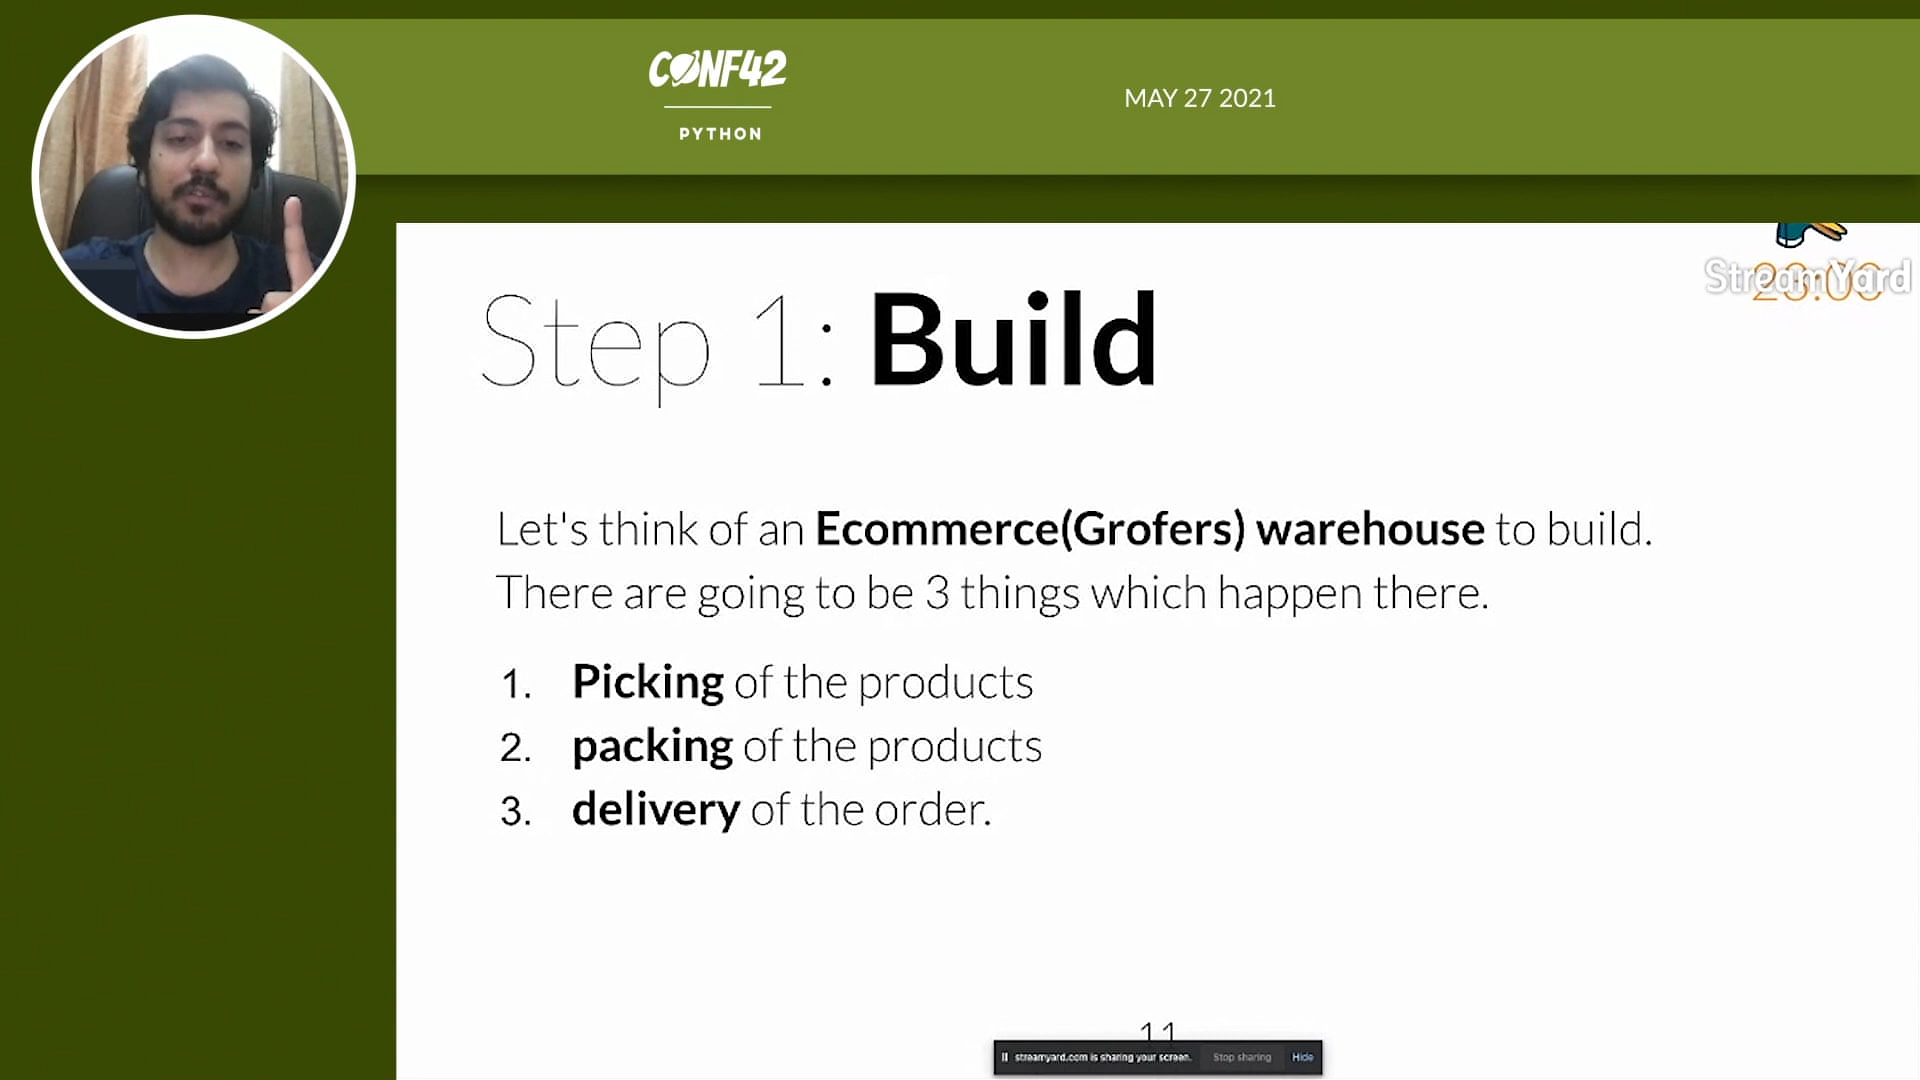 CONF42
PYTHON
MAY 27 2021
StreamYard
Step 1: Build
Let's think of an Ecommerce(Grofers) warehouse to build.
There are going to be 3 things which happen there.
1. Picking of the products
2. packing of the products
3. delivery of the order.
11
streamyard.com is sharing your screen. Stop sharing Hide